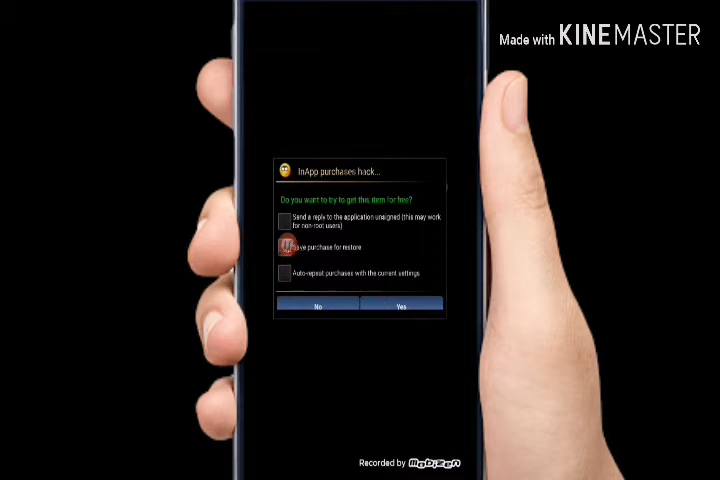 Made with KINEMASTER
InApp purchases hack...
Do you want to try to get this item for free?
Send a reply to the application unsigned (this may work
for non-root users)
Save purchase for restore
Auto-repeat purchases with the current settings
No Yes
Recorded by Mobizen